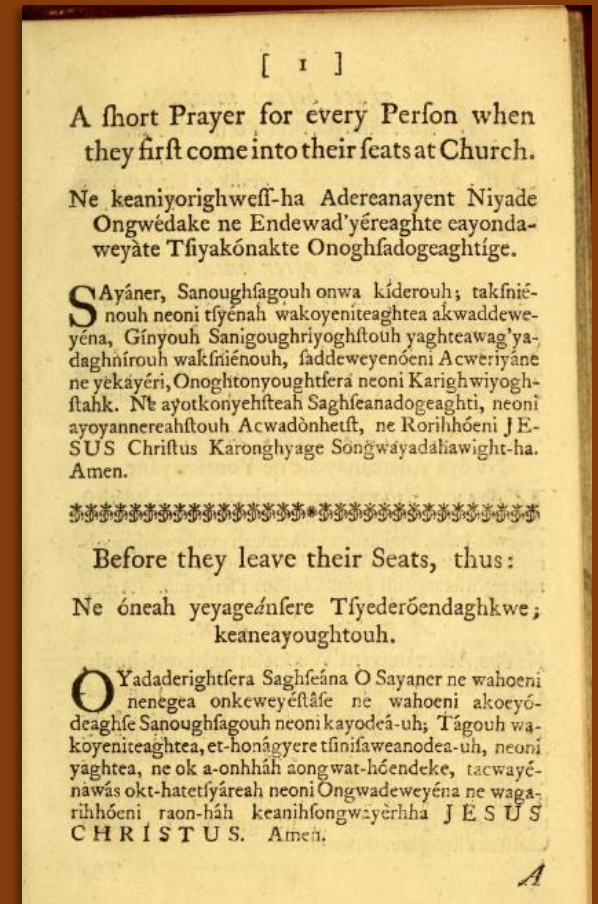 [ 1 ]
A ſhort Prayer for every Perſon when
they firſt come into their ſeats at Church.
Ne keaniyorighweſſ-ha Adereanayent Niyade
Ongwédake ne Endewad'yéreaghte eayonda-
weyàte Tſiyakónakte Onoghſadogeaghtíge.
SAyáner, Sanoughſagouh onwa kíderouh; takſnié-
nouh neoni tſyénah wakoyeniteaghtea akwaddewe-
yéna, Gínyouh Sanigoughriyoghſtouh yaghteawag'ya-
daghnírouh wakſniénouh, ſaddeweyenóeni Acweriyáne
ne yekayéri, Onoghtonyoughtſera neoni Karighwiyogh-
ſtahk. Ne ayotkonyehſteah Saghſeanadogeaghti, neoni
ayoyannereahſtouh Acwadònhetſt, ne Rorihhóeni JE-
SUS Chriſtus Karonghyage Songwayadahawight-ha.
Amen.
Before they leave their Seats, thus:
Ne óneah yeyageánſere Tſyederóendaghkwe;
keaneayoughtouh.
OYadaderightſera Saghſeána O Sayaner ne wahoeni
nenegea onkeweyéſtâſe ne wahoeni akoeyó-
deaghſe Sanoughſagouh neoni kayodeá-uh; Tágouh wa-
koyeniteaghtea, et-honágyere tſiniſaweanodea-uh, neoni
yaghtea, ne ok a-onhhâh aongwat-hóendeke, tacwayé-
nawás okt-hatetſyáreah neoni Ongwadeweyéna ne waga-
rihhóeni raon-háh keanihſongwayèrhha JESUS
CHRISTUS. Amen.
A